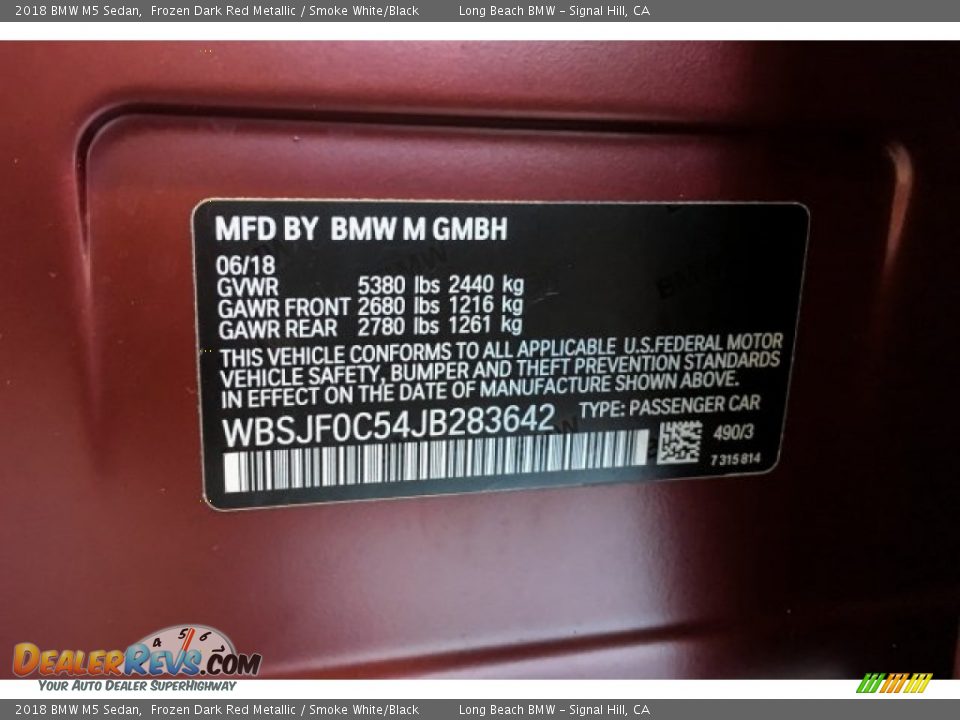 2018 BMW M5 Sedan, Frozen Dark Red Metallic / Smoke White/Black Long Beach BMW - Signal Hill, CA
MFD BY BMW M GMBH
06/18
GVWR 5380 lbs 2440 kg
GAWR FRONT 2680 lbs 1216 kg
GAWR REAR 2780 lbs 1261 kg
THIS VEHICLE CONFORMS TO ALL APPLICABLE U.S.FEDERAL MOTOR
VEHICLE SAFETY, BUMPER AND THEFT PREVENTION STANDARDS
IN EFFECT ON THE DATE OF MANUFACTURE SHOWN ABOVE.
WBSJF0C54JB283642 TYPE: PASSENGER CAR
490/3
7315814
4 5 6
DEALERREVS.COM
YOUR AUTO DEALER SUPERHIGHWAY
2018 BMW M5 Sedan, Frozen Dark Red Metallic / Smoke White/Black Long Beach BMW - Signal Hill, CA